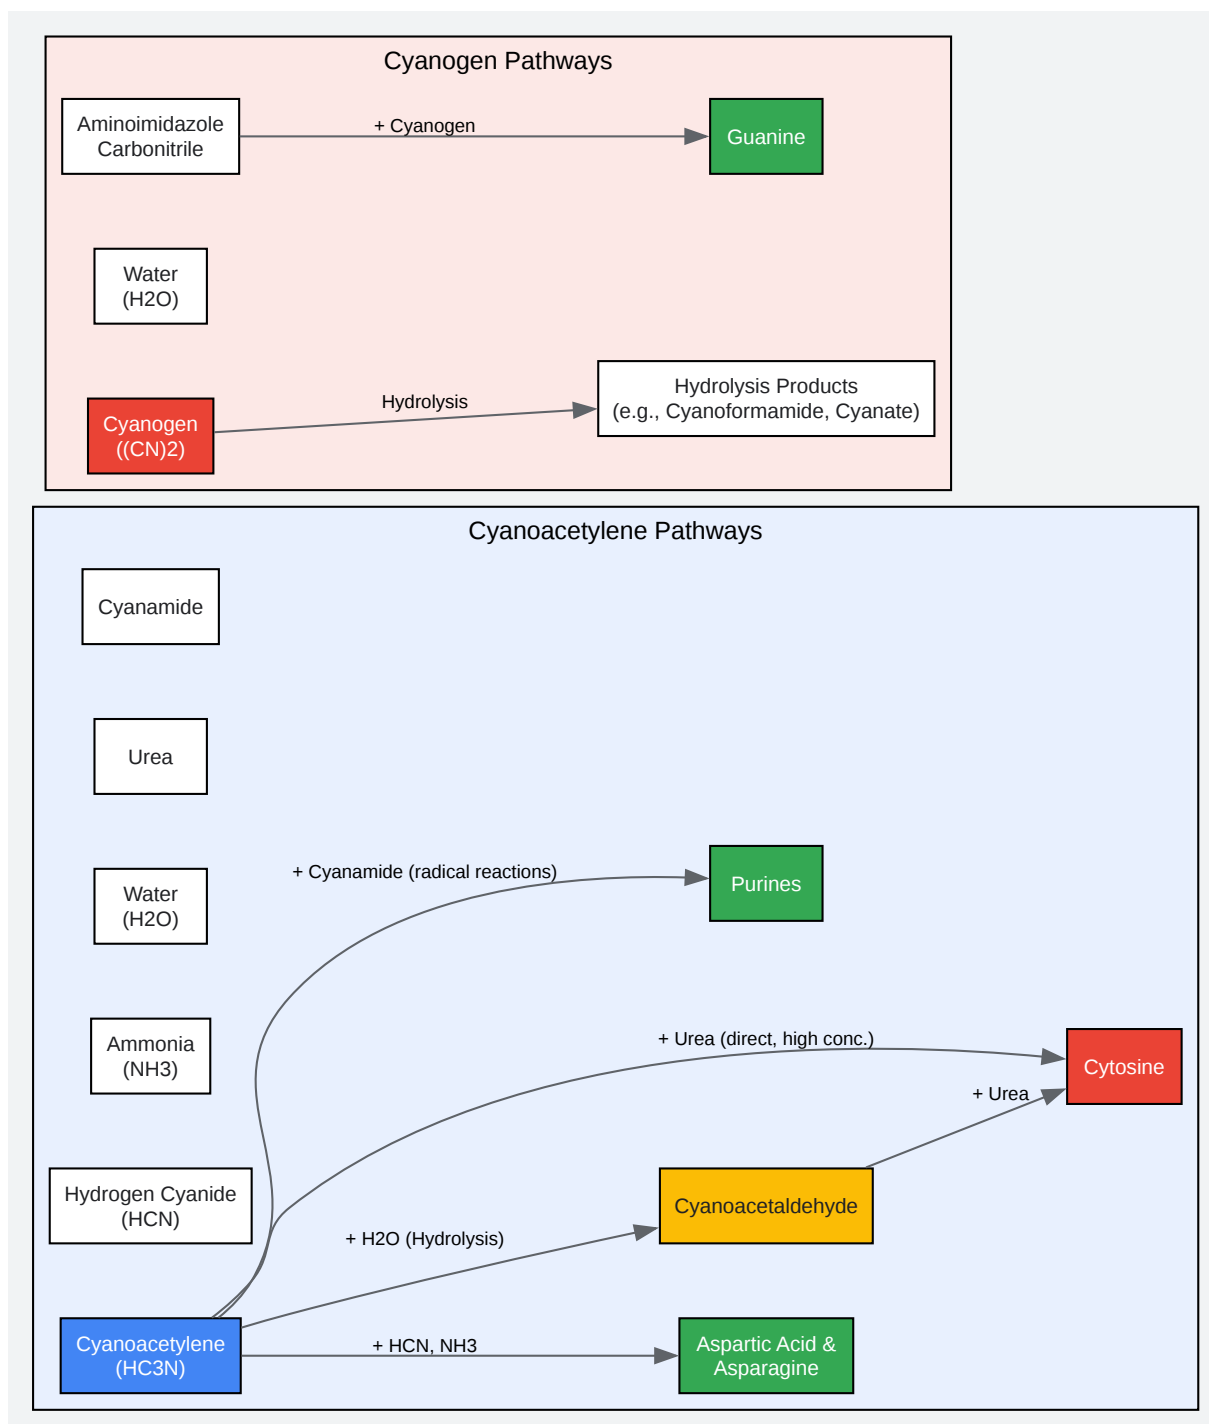 Cyanogen Pathways
Aminoimidazole
Carbonitrile
+ Cyanogen
Guanine
Water
(H2O)
Cyanogen
((CN)2)
Hydrolysis
Hydrolysis Products
(e.g., Cyanoformamide, Cyanate)
Cyanoacetylene Pathways
Cyanamide
Urea
Water
(H2O)
+ Cyanamide (radical reactions)
Purines
Ammonia
(NH3)
+ Urea (direct, high conc.)
Cytosine
+ Urea
Hydrogen Cyanide
(HCN)
Cyanoacetaldehyde
+ H2O (Hydrolysis)
Cyanoacetylene
(HC3N)
+ HCN, NH3
Aspartic Acid &
Asparagine